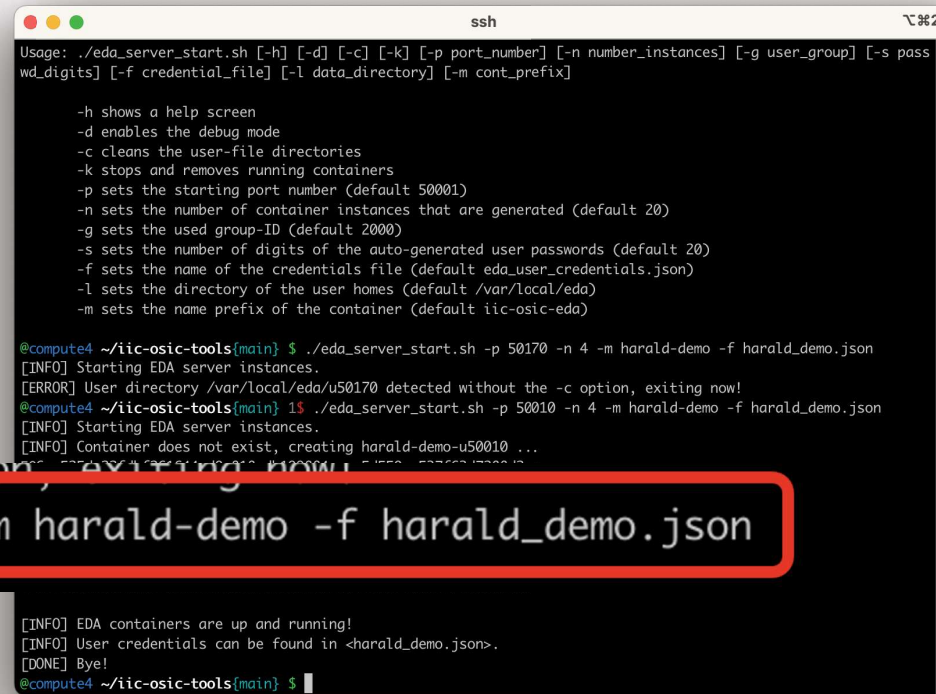 ssh
⌥⌘2
Usage: ./eda_server_start.sh [-h] [-d] [-c] [-k] [-p port_number] [-n number_instances] [-g user_group] [-s pass
wd_digits] [-f credential_file] [-l data_directory] [-m cont_prefix]
-h shows a help screen
-d enables the debug mode
-c cleans the user-file directories
-k stops and removes running containers
-p sets the starting port number (default 50001)
-n sets the number of container instances that are generated (default 20)
-g sets the used group-ID (default 2000)
-s sets the number of digits of the auto-generated user passwords (default 20)
-f sets the name of the credentials file (default eda_user_credentials.json)
-l sets the directory of the user homes (default /var/local/eda)
-m sets the name prefix of the container (default iic-osic-eda)
@compute4 ~/iic-osic-tools{main} $ ./eda_server_start.sh -p 50170 -n 4 -m harald-demo -f harald_demo.json
[INFO] Starting EDA server instances.
[ERROR] User directory /var/local/eda/u50170 detected without the -c option, exiting now!
@compute4 ~/iic-osic-tools{main} 1$ ./eda_server_start.sh -p 50010 -n 4 -m harald-demo -f harald_demo.json
[INFO] Starting EDA server instances.
[INFO] Container does not exist, creating harald-demo-u50010 ...
on, exiting now!
m harald-demo -f harald_demo.json
[INFO] EDA containers are up and running!
[INFO] User credentials can be found in <harald_demo.json>.
[DONE] Bye!
@compute4 ~/iic-osic-tools{main} $